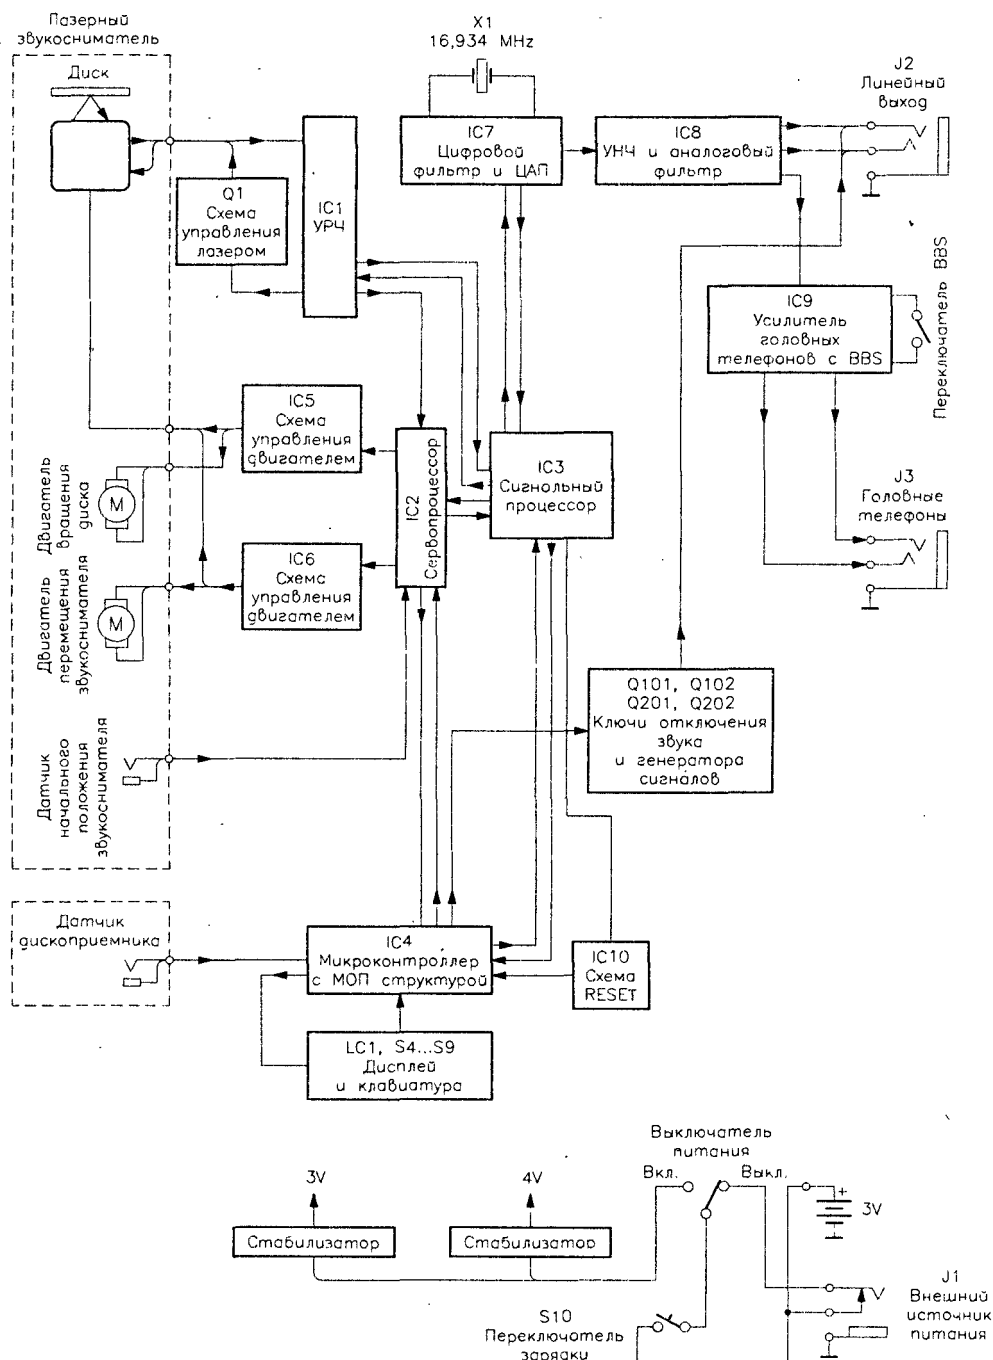 Лазерный
звукосниматель
Диск
X1
16,934 MHz
J2
Линейный
выход
IC7
Цифровой
фильтр и ЦАП
IC8
УНЧ и аналоговый
фильтр
Q1
Схема
управления
лазером
IC1
УРЧ
IC9
Усилитель
головных
телефонов с BBS
Переключатель BBS
IC5
Схема
управления
двигателем
IC2
Сервопроцессор
IC3
Сигнольный
процессор
J3
Головные
телефоны
Двигатель
вращения
диска
M
IC6
Схема
управления
двигателем
Двигатель
перемещения
звукоснимателя
M
Q101, Q102
Q201, Q202
Ключи отключения
звука
и генератора
сигналов
Датчик
начального
положения
звукоснимателя
Датчик
дископриемника
IC4
Микроконтроллер
с МОП структурой
IC10
Схема
RESET
LC1, S4...S9
Дисплей
и клавиатура
Выключатель
питания
Вкл.
Выкл.
3V
4V
+
3V
Стабилизатор
Стабилизатор
J1
Внешний
источник
питания
S10
Переключотель
зарядки